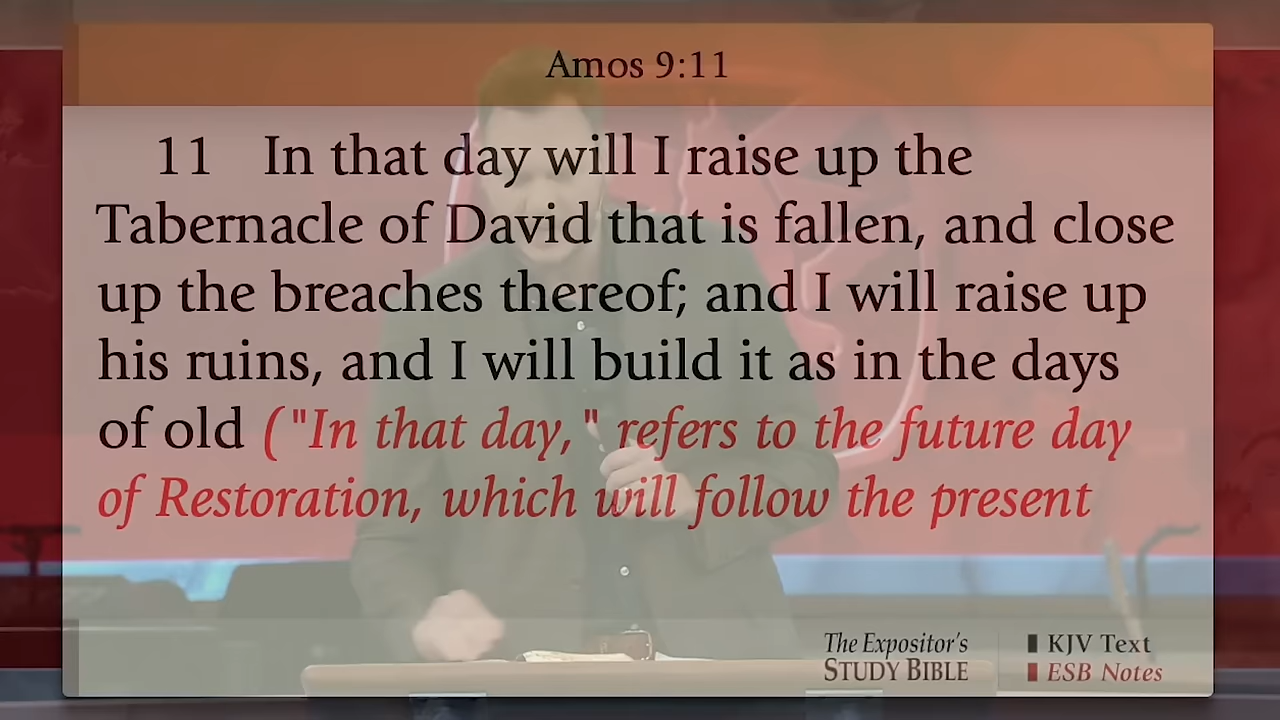 Amos 9:11
11 In that day will I raise up the
Tabernacle of David that is fallen, and close
up the breaches thereof; and I will raise up
his ruins, and I will build it as in the days
of old ("In that day," refers to the future day
of Restoration, which will follow the present
The Expositor's
STUDY BIBLE
KJV Text
ESB Notes